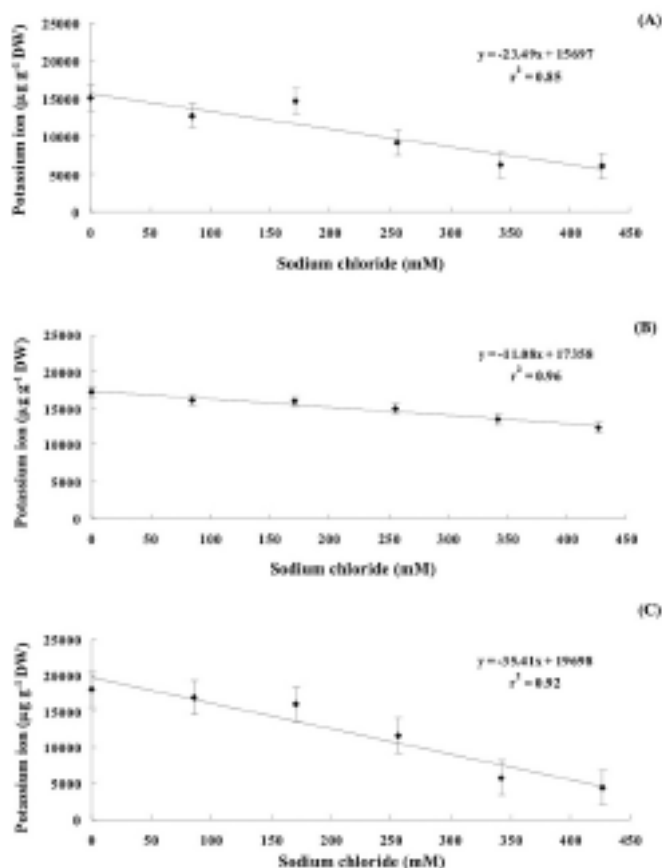 (A)
25000
y = -23.49x + 15697
r² = 0.85
20000
15000
10000
5000
0
0 50 100 150 200 250 300 350 400 450
Potassium ion (µg g⁻¹ DW)
Sodium chloride (mM)
(B)
25000
y = -11.08x + 17358
r² = 0.96
20000
15000
10000
5000
0
0 50 100 150 200 250 300 350 400 450
Potassium ion (µg g⁻¹ DW)
Sodium chloride (mM)
(C)
25000
y = -35.41x + 19698
r² = 0.92
20000
15000
10000
5000
0
0 50 100 150 200 250 300 350 400 450
Potassium ion (µg g⁻¹ DW)
Sodium chloride (mM)